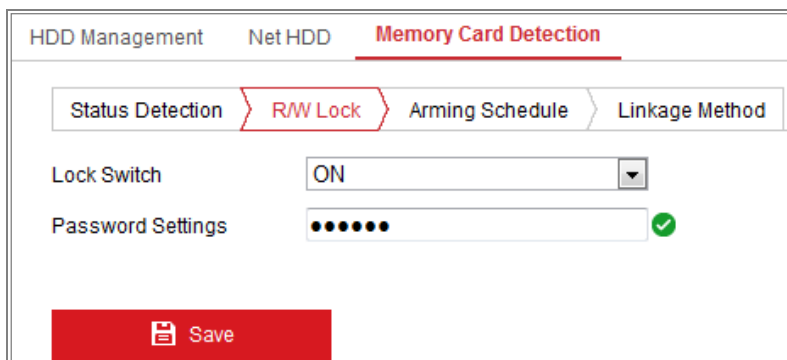 HDD Management Net HDD Memory Card Detection
Status Detection R/W Lock Arming Schedule Linkage Method
Lock Switch ON
Password Settings ●●●●●●
Save